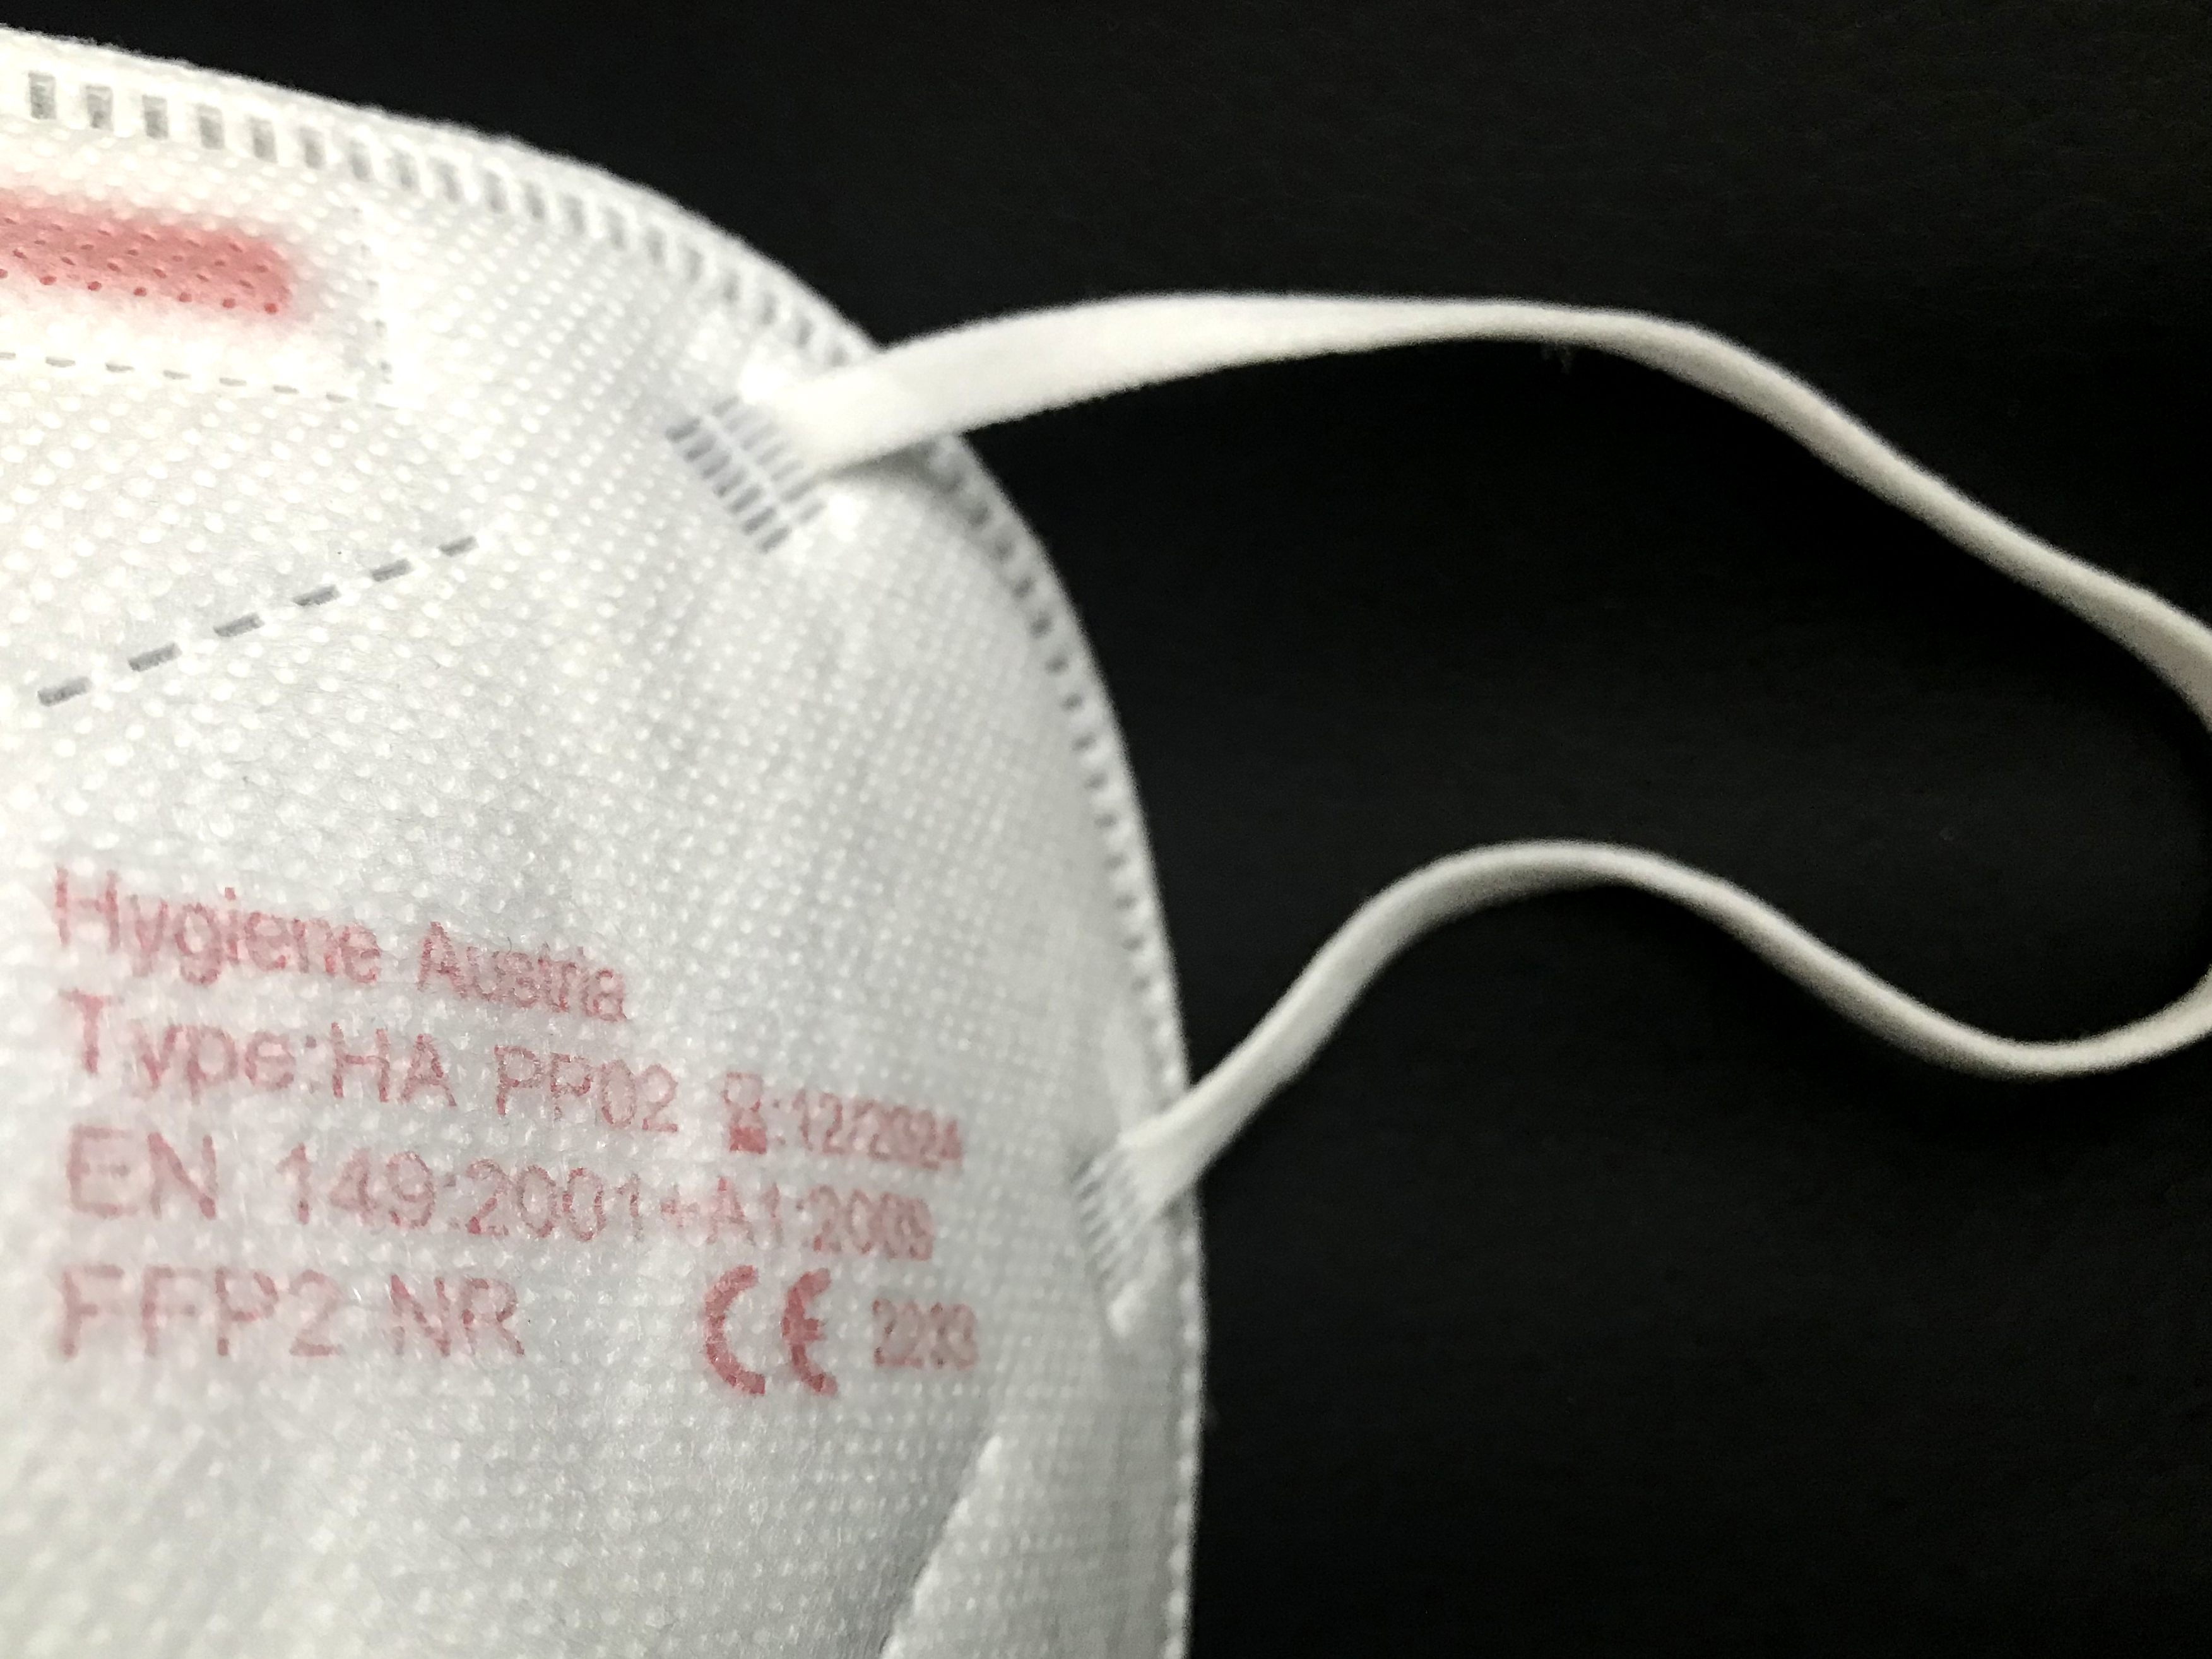 Hygiene Austria
Type:HA PP02 ⌛:12/2024
EN 149:2001+A1:2009
FFP2 NR CE 2233